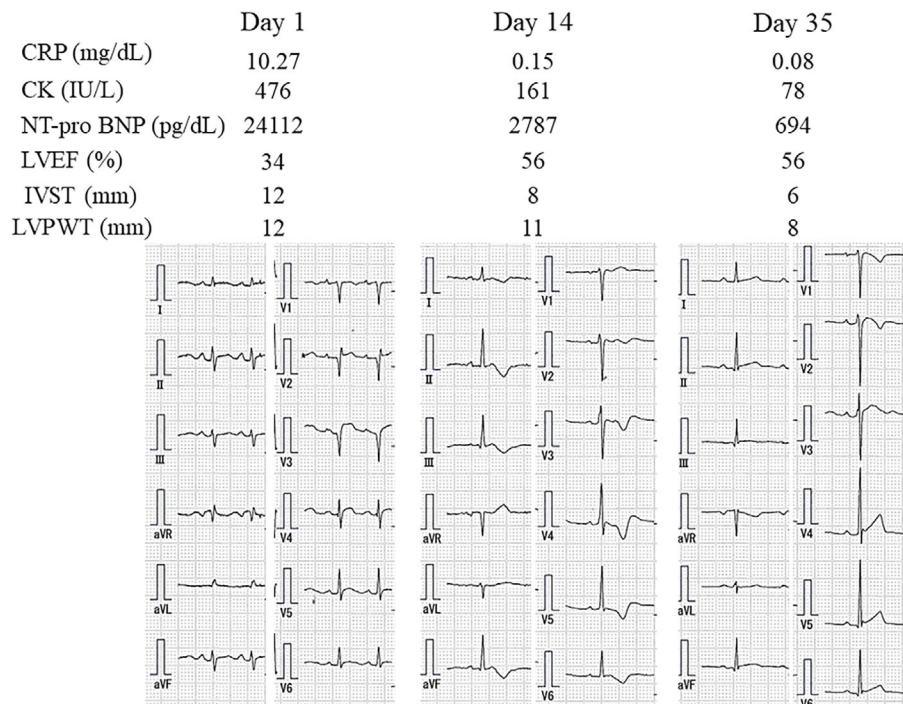 Day 1 Day 14 Day 35
CRP (mg/dL) 10.27 0.15 0.08
CK (IU/L) 476 161 78
NT-pro BNP (pg/dL) 24112 2787 694
LVEF (%) 34 56 56
IVST (mm) 12 8 6
LVPWT (mm) 12 11 8
I V1 I V1 I V1
II V2 II V2 II V2
III V3 III V3 III V3
aVR V4 aVR V4 aVR V4
aVL V5 aVL V5 aVL V5
aVF V6 aVF V6 aVF V6